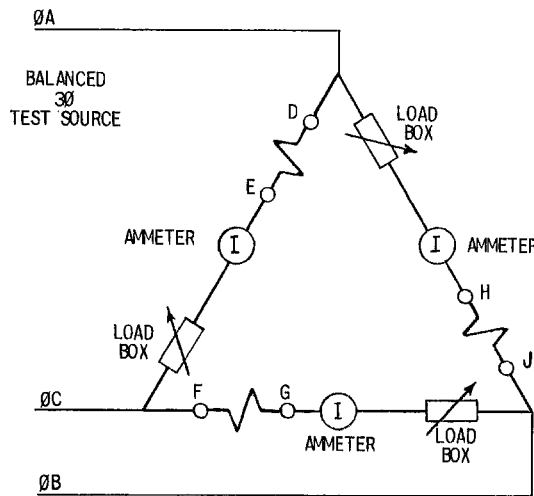 ØA
BALANCED
3Ø
TEST SOURCE
D
LOAD
BOX
E
AMMETER
I
I
AMMETER
H
LOAD
BOX
J
ØC
F
G
I
AMMETER
LOAD
BOX
ØB